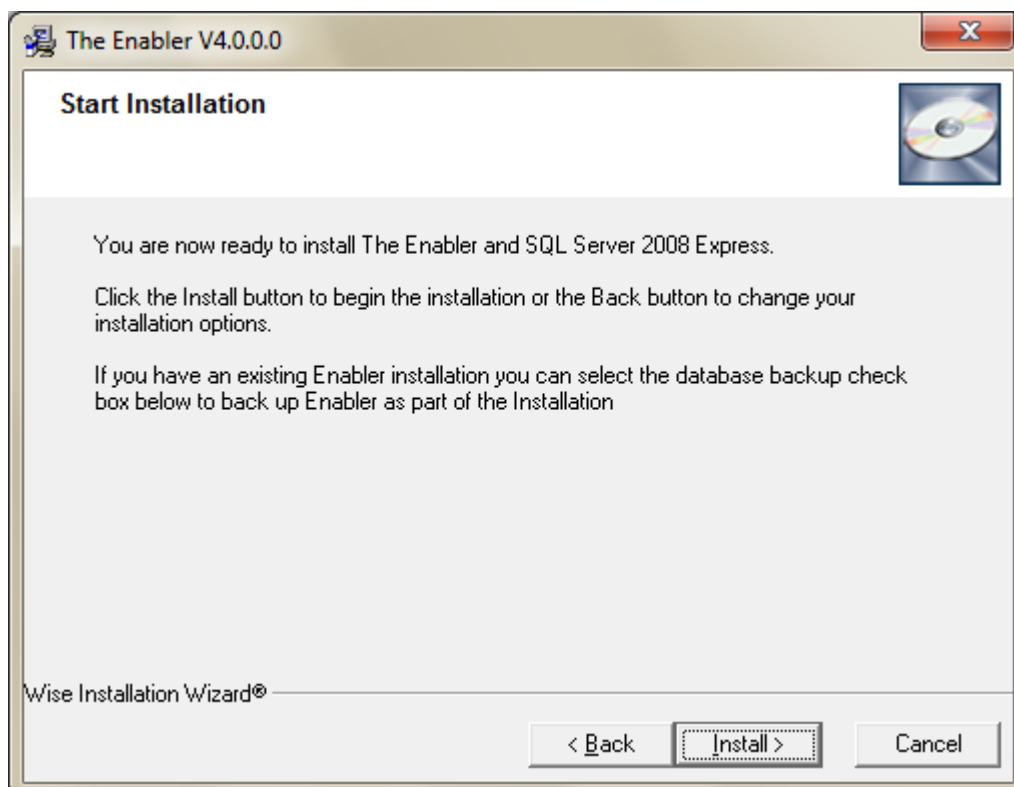 The Enabler V4.0.0.0
Start Installation
You are now ready to install The Enabler and SQL Server 2008 Express.
Click the Install button to begin the installation or the Back button to change your
installation options.
If you have an existing Enabler installation you can select the database backup check
box below to back up Enabler as part of the Installation
Wise Installation Wizard®
< Back
Install >
Cancel